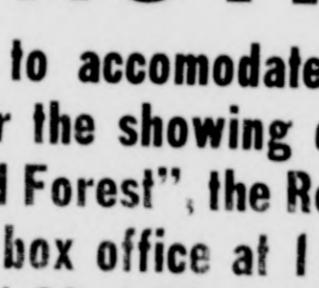 to accomodate
the showing
Forest", the
box office at